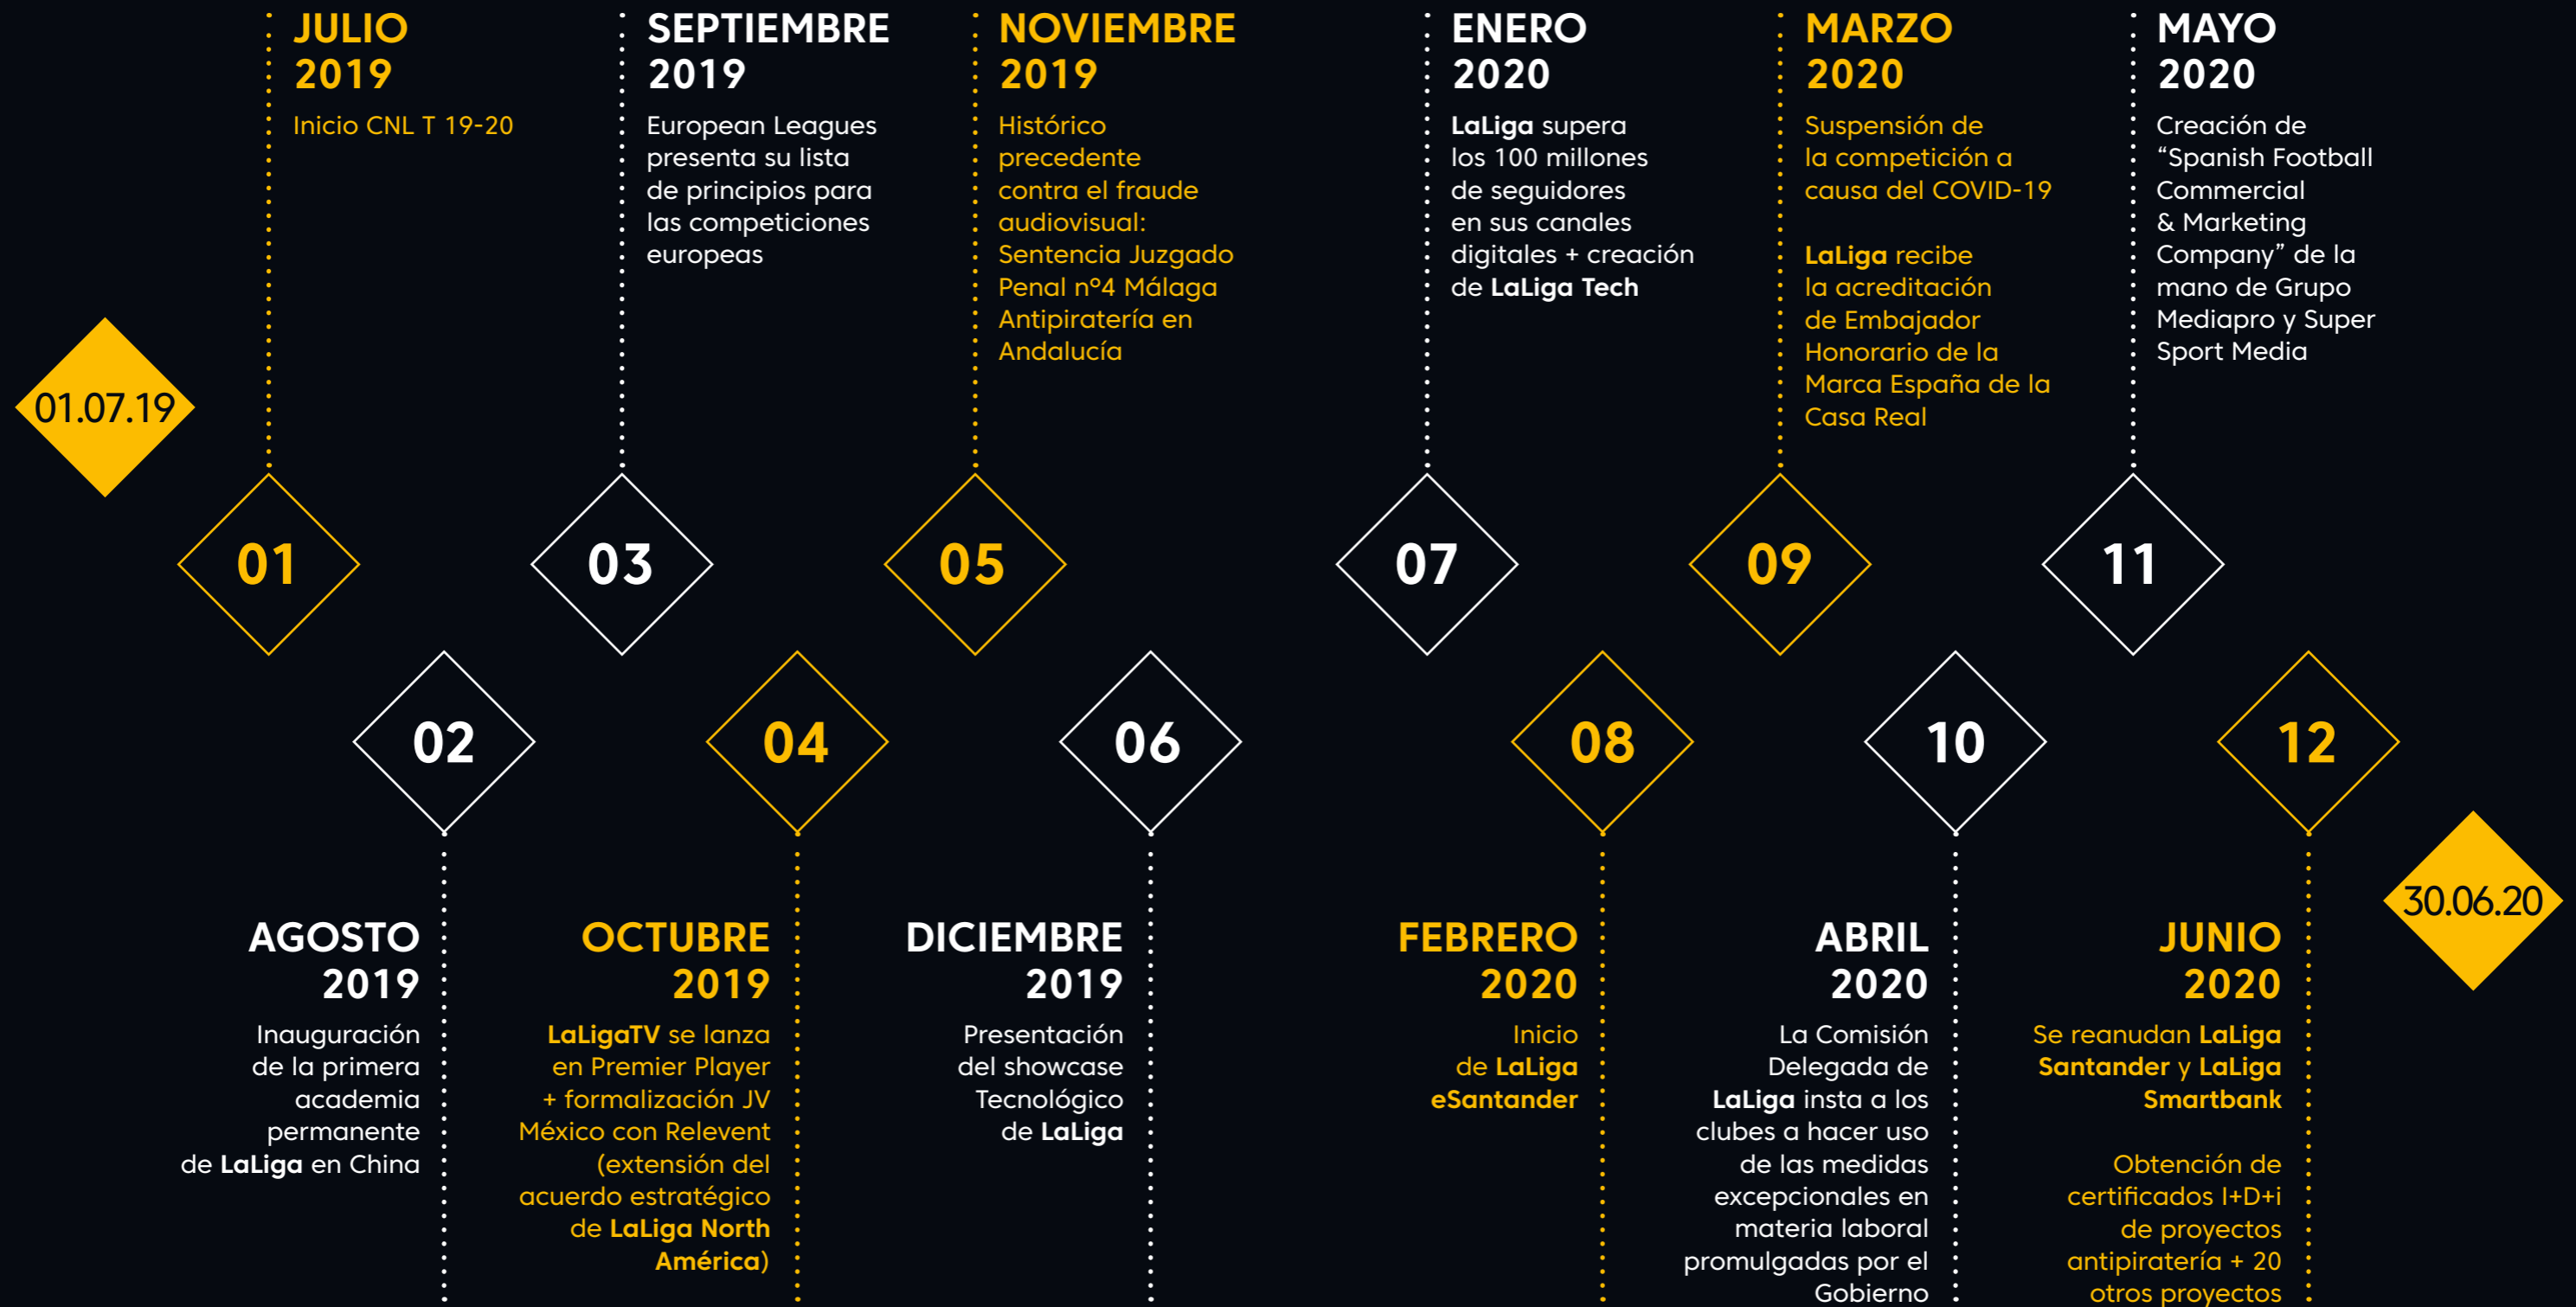 JULIO
2019
Inicio CNL T 19-20
SEPTIEMBRE
2019
European Leagues
presenta su lista
de principios para
las competiciones
europeas
NOVIEMBRE
2019
Histórico
precedente
contra el fraude
audiovisual:
Sentencia Juzgado
Penal nº4 Málaga
Antipiratería en
Andalucía
ENERO
2020
LaLiga supera
los 100 millones
de seguidores
en sus canales
digitales + creación
de LaLiga Tech
MARZO
2020
Suspensión de
la competición a
causa del COVID-19
LaLiga recibe
la acreditación
de Embajador
Honorario de la
Marca España de la
Casa Real
MAYO
2020
Creación de
“Spanish Football
Commercial
& Marketing
Company” de la
mano de Grupo
Mediapro y Super
Sport Media
01.07.19
01
03
05
07
09
11
02
04
06
08
10
12
30.06.20
AGOSTO
2019
Inauguración
de la primera
academia
permanente
de LaLiga en China
OCTUBRE
2019
LaLigaTV se lanza
en Premier Player
+ formalización JV
México con Relevent
(extensión del
acuerdo estratégico
de LaLiga North
América)
DICIEMBRE
2019
Presentación
del showcase
Tecnológico
de LaLiga
FEBRERO
2020
Inicio
de LaLiga
eSantander
ABRIL
2020
La Comisión
Delegada de
LaLiga insta a los
clubes a hacer uso
de las medidas
excepcionales en
materia laboral
promulgadas por el
Gobierno
JUNIO
2020
Se reanudan LaLiga
Santander y LaLiga
Smartbank
Obtención de
certificados I+D+i
de proyectos
antipiratería + 20
otros proyectos